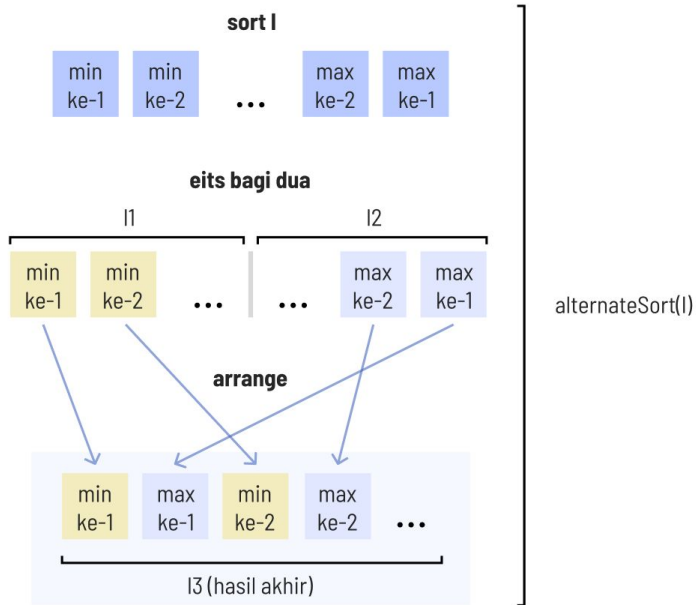 sort l
min ke-1
min ke-2
...
max ke-2
max ke-1
eits bagi dua
l1
l2
min ke-1
min ke-2
...
...
max ke-2
max ke-1
alternateSort(l)
arrange
min ke-1
max ke-1
min ke-2
max ke-2
...
l3 (hasil akhir)